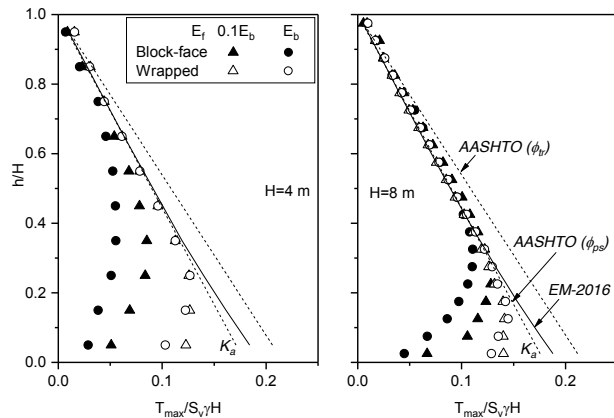 E_f 0.1E_b E_b
Block-face
Wrapped
H=4 m
K_a
h/H
1.0
0.8
0.6
0.4
0.2
0.0
0.0 0.1 0.2
T_max/S_vγH
AASHTO (ϕ_tr)
H=8 m
AASHTO (ϕ_ps)
EM-2016
K_a
0.0 0.1 0.2
T_max/S_vγH